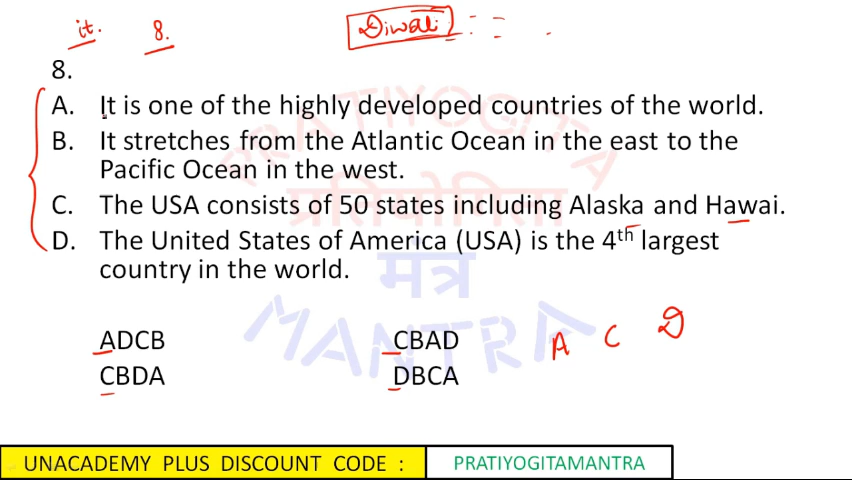 it. 8. Diwali
8.
A. It is one of the highly developed countries of the world.
B. It stretches from the Atlantic Ocean in the east to the
Pacific Ocean in the west.
C. The USA consists of 50 states including Alaska and Hawai.
D. The United States of America (USA) is the 4th largest
country in the world.
PRATIYOGITA
प्रतियोगिता
मंत्र
MANTRA
ADCB CBAD
A C D
CBDA DBCA
UNACADEMY PLUS DISCOUNT CODE : PRATIYOGITAMANTRA